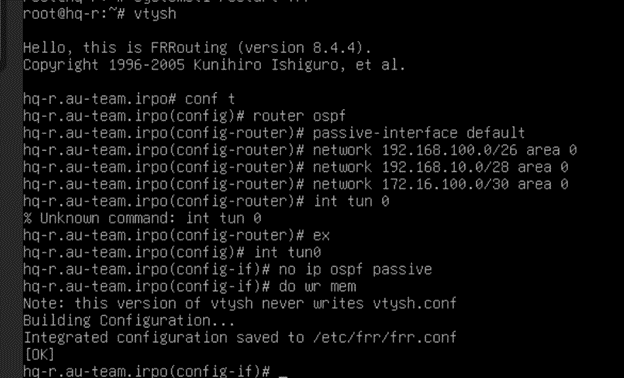 root@hq-r:~# vtysh
Hello, this is FRRouting (version 8.4.4).
Copyright 1996-2005 Kunihiro Ishiguro, et al.
hq-r.au-team.irpo# conf t
hq-r.au-team.irpo(config)# router ospf
hq-r.au-team.irpo(config-router)# passive-interface default
hq-r.au-team.irpo(config-router)# network 192.168.100.0/26 area 0
hq-r.au-team.irpo(config-router)# network 192.168.10.0/28 area 0
hq-r.au-team.irpo(config-router)# network 172.16.100.0/30 area 0
hq-r.au-team.irpo(config-router)# int tun 0
% Unknown command: int tun 0
hq-r.au-team.irpo(config-router)# ex
hq-r.au-team.irpo(config)# int tun0
hq-r.au-team.irpo(config-if)# no ip ospf passive
hq-r.au-team.irpo(config-if)# do wr mem
Note: this version of vtysh never writes vtysh.conf
Building Configuration...
Integrated configuration saved to /etc/frr/frr.conf
[OK]
hq-r.au-team.irpo(config-if)# _